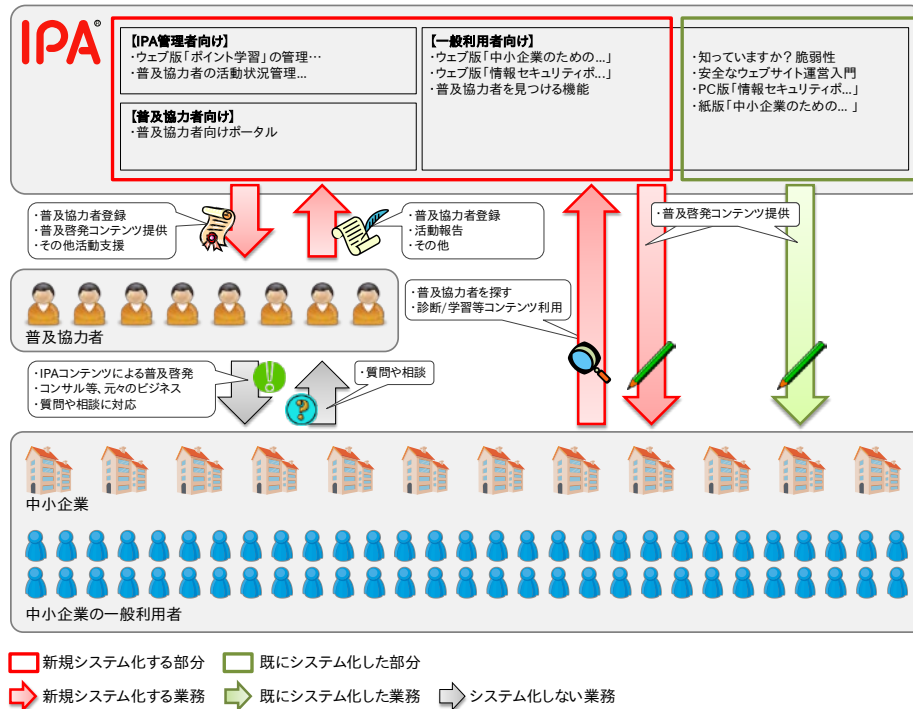 IPA®
【IPA管理者向け】
・ウェブ版「ポイント学習」の管理…
・普及協力者の活動状況管理...
【普及協力者向け】
・普及協力者向けポータル
【一般利用者向け】
・ウェブ版「中小企業のための...」
・ウェブ版「情報セキュリティポ...」
・普及協力者を見つける機能
・知っていますか？脆弱性
・安全なウェブサイト運営入門
・PC版「情報セキュリティポ...」
・紙版「中小企業のための... 」
・普及協力者登録
・普及啓発コンテンツ提供
・その他活動支援
・普及協力者登録
・活動報告
・その他
・普及啓発コンテンツ提供
・普及協力者を探す
・診断/学習等コンテンツ利用
普及協力者
・IPAコンテンツによる普及啓発
・コンサル等、元々のビジネス
・質問や相談に対応
・質問や相談
中小企業
中小企業の一般利用者
新規システム化する部分
既にシステム化した部分
新規システム化する業務
既にシステム化した業務
システム化しない業務